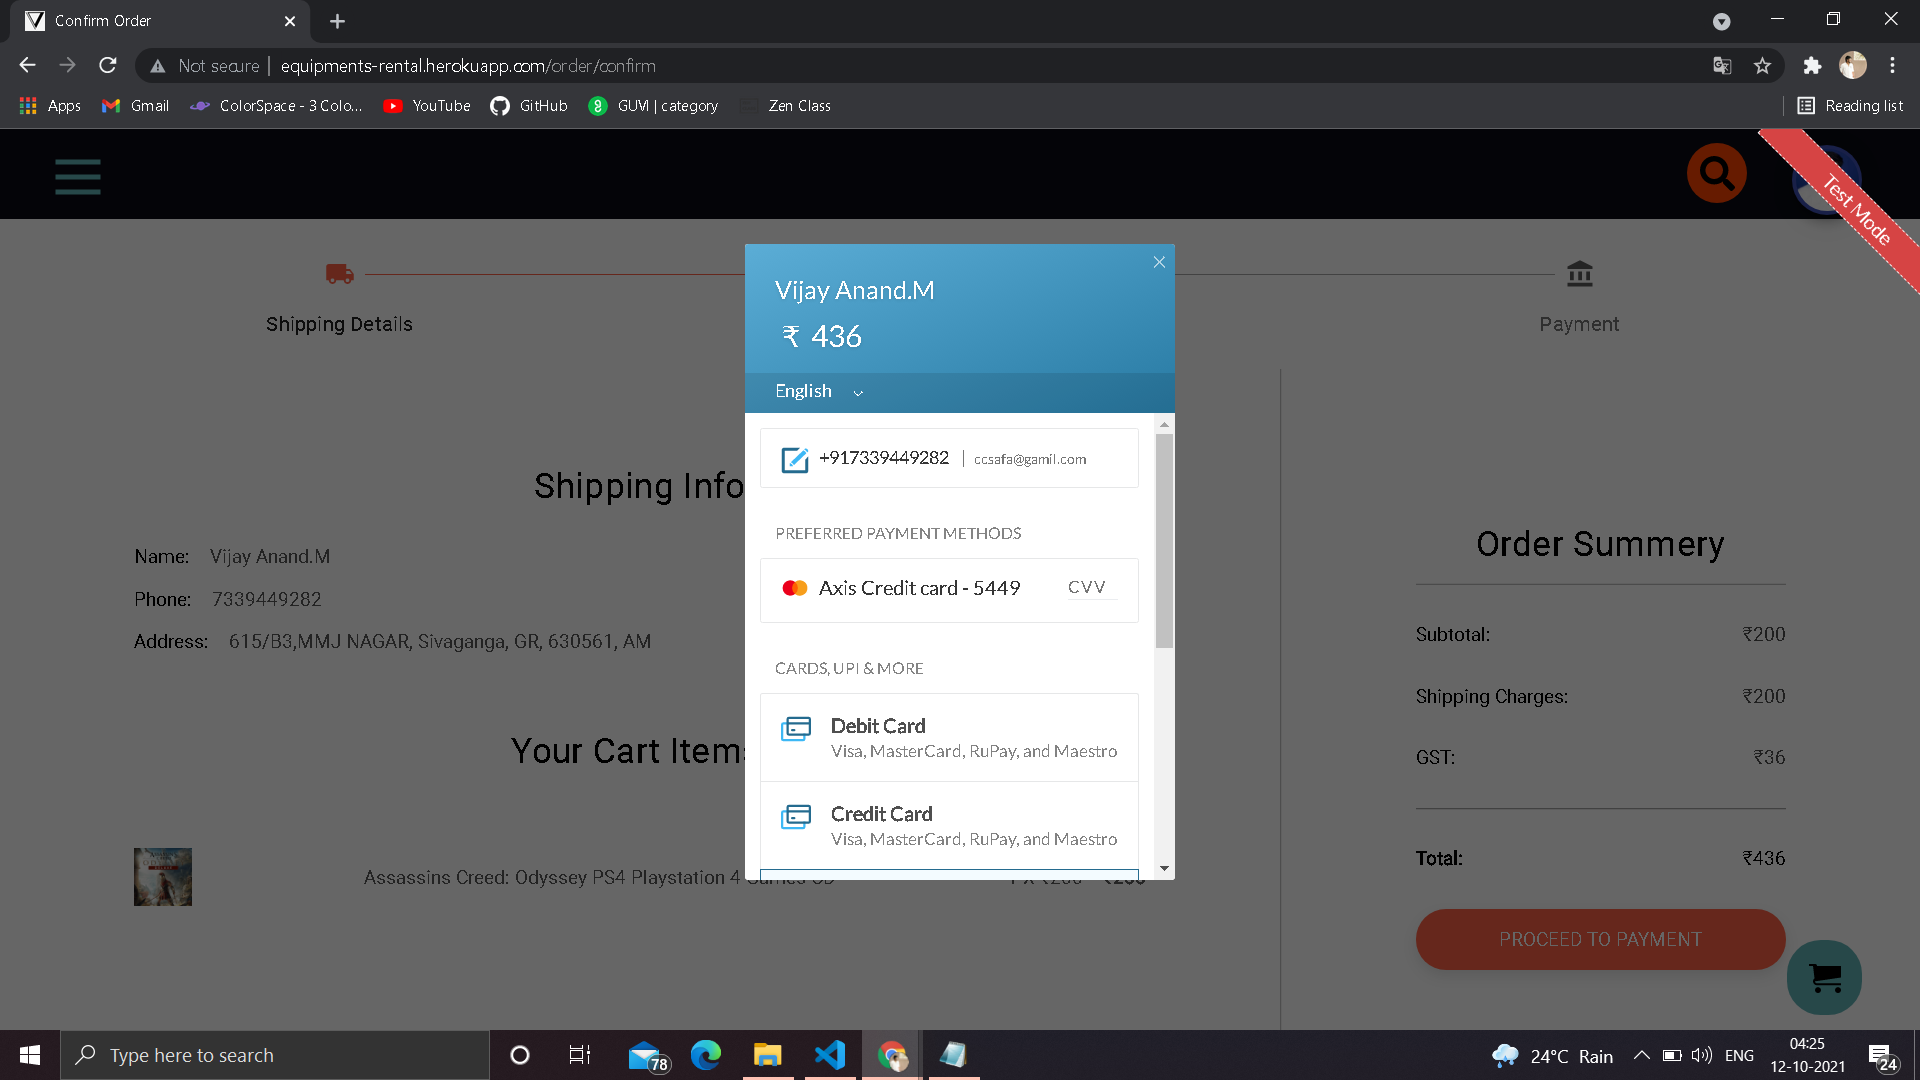 Confirm Order
Not secure | equipments-rental.herokuapp.com/order/confirm
Apps Gmail ColorSpace - 3 Colo... YouTube GitHub GUVI | category Zen Class Reading list
Test Mode
Shipping Details
Payment
Vijay Anand.M
₹ 436
English
+917339449282 | ccsafa@gamil.com
PREFERRED PAYMENT METHODS
Axis Credit card - 5449 CVV
CARDS, UPI & MORE
Debit Card
Visa, MasterCard, RuPay, and Maestro
Credit Card
Visa, MasterCard, RuPay, and Maestro
Shipping Info
Name: Vijay Anand.M
Phone: 7339449282
Address: 615/B3,MMJ NAGAR, Sivaganga, GR, 630561, AM
Your Cart Items
Assassins Creed: Odyssey PS4 Playstation 4 Games CD
Order Summery
Subtotal: ₹200
Shipping Charges: ₹200
GST: ₹36
Total: ₹436
PROCEED TO PAYMENT
Type here to search
78
24°C Rain
ENG
04:25
12-10-2021
24